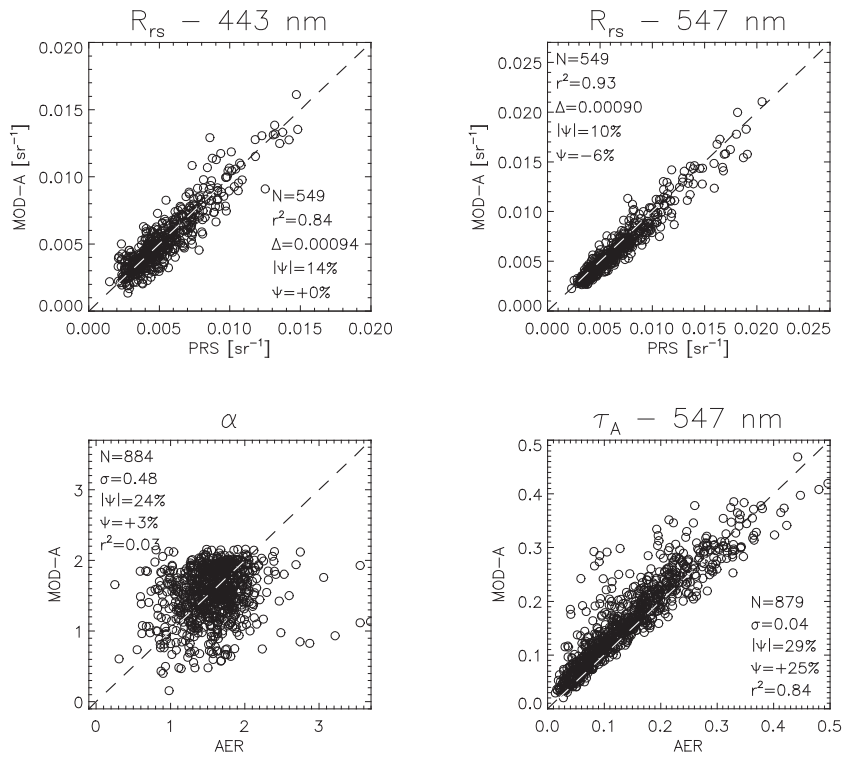 R_rs − 443 nm
0.020
0.015
0.010
0.005
0.000
MOD−A [sr⁻¹]
N=549
r²=0.84
Δ=0.00094
|Ψ|=14%
Ψ=+0%
0.000 0.005 0.010 0.015 0.020
PRS [sr⁻¹]
R_rs − 547 nm
0.025
0.020
0.015
0.010
0.005
0.000
MOD−A [sr⁻¹]
N=549
r²=0.93
Δ=0.00090
|Ψ|=10%
Ψ=−6%
0.000 0.005 0.010 0.015 0.020 0.025
PRS [sr⁻¹]
α
3
2
1
0
MOD−A
N=884
σ=0.48
|Ψ|=24%
Ψ=+3%
r²=0.03
0 1 2 3
AER
τ_A − 547 nm
0.5
0.4
0.3
0.2
0.1
0.0
MOD−A
N=879
σ=0.04
|Ψ|=29%
Ψ=+25%
r²=0.84
0.0 0.1 0.2 0.3 0.4 0.5
AER